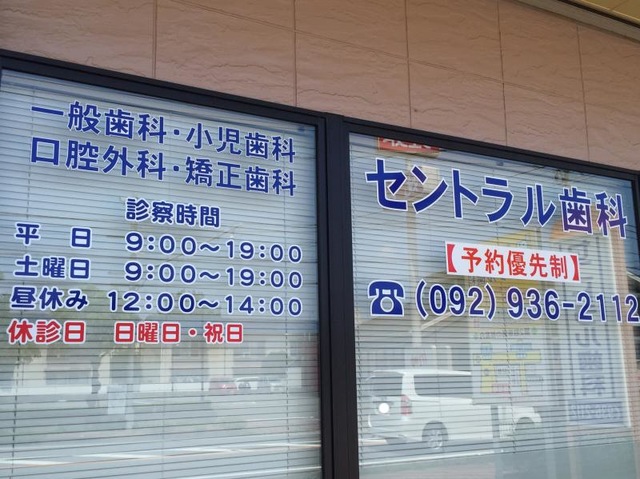 一般歯科・小児歯科
口腔外科・矯正歯科
診察時間
平 日 9:00～19:00
土曜日 9:00～19:00
昼休み 12:00～14:00
休診日 日曜日・祝日
セントラル歯科
【予約優先制】
☎(092)936-2112